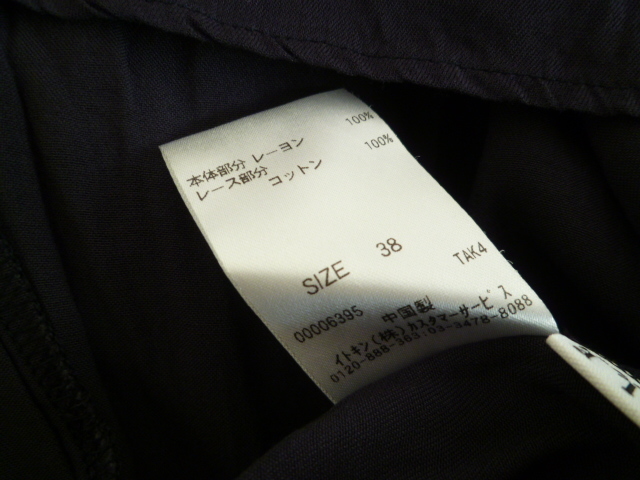 本体部分 レーヨン 100%
レース部分 コットン 100%
SIZE 38 TAK4
00006395 中国製
イトキン(株)カスタマーサービス
0120-888-363:03-3478-8088